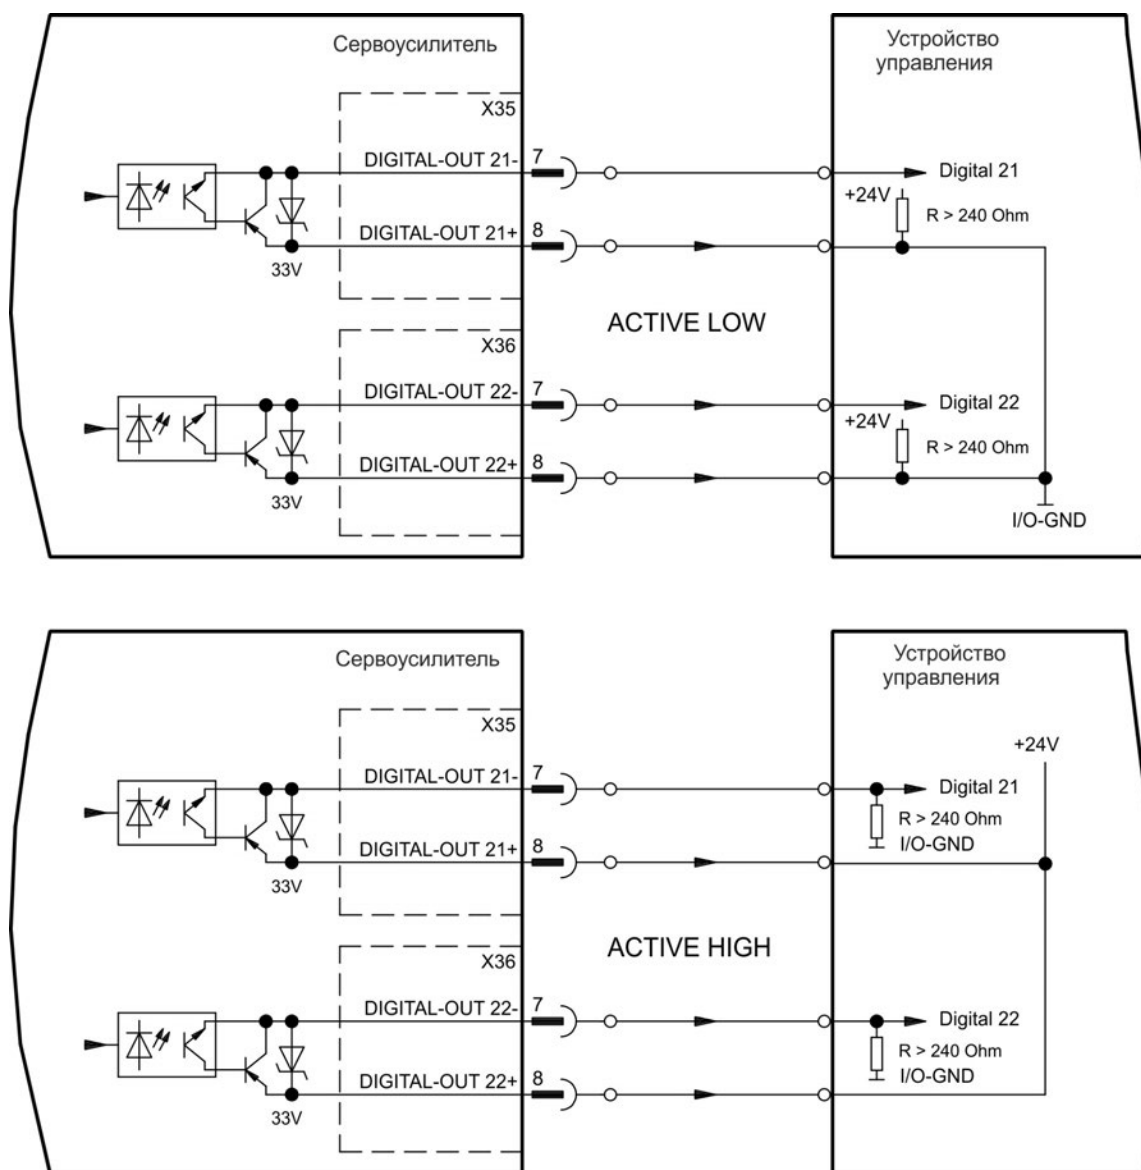 Сервоусилитель
Устройство
управления
X35
DIGITAL-OUT 21-
7
Digital 21
+24V
R > 240 Ohm
DIGITAL-OUT 21+
8
33V
ACTIVE LOW
X36
DIGITAL-OUT 22-
7
Digital 22
+24V
R > 240 Ohm
DIGITAL-OUT 22+
8
33V
I/O-GND
Сервоусилитель
Устройство
управления
X35
+24V
DIGITAL-OUT 21-
7
Digital 21
R > 240 Ohm
I/O-GND
DIGITAL-OUT 21+
8
33V
ACTIVE HIGH
X36
DIGITAL-OUT 22-
7
Digital 22
R > 240 Ohm
I/O-GND
DIGITAL-OUT 22+
8
33V